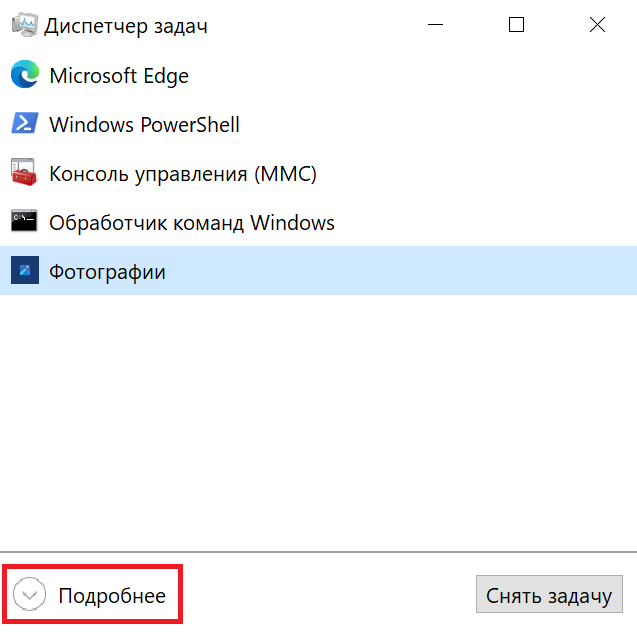 Диспетчер задач
Microsoft Edge
Windows PowerShell
Консоль управления (MMC)
Обработчик команд Windows
Фотографии
Подробнее
Снять задачу